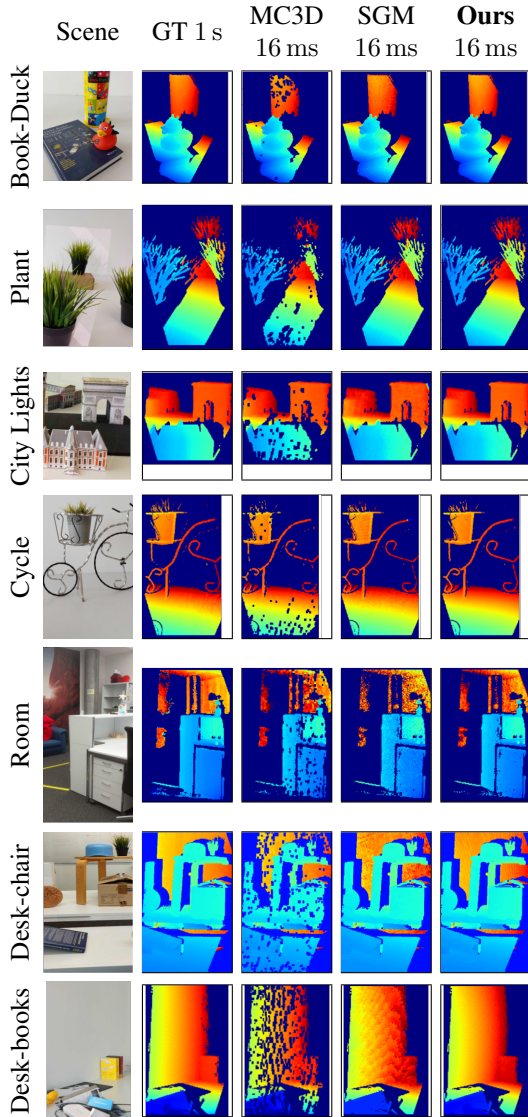 Scene GT 1 s MC3D SGM Ours
16 ms 16 ms 16 ms
Book-Duck
Plant
City Lights
Cycle
Room
Desk-chair
Desk-books